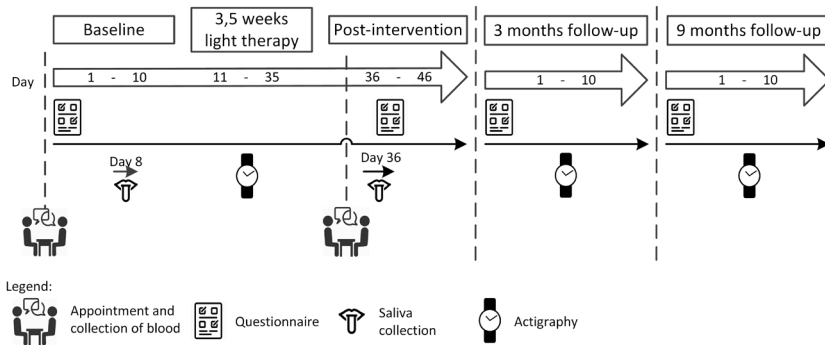 Baseline
3,5 weeks
light therapy
Post-intervention
3 months follow-up
9 months follow-up
Day
1 - 10
11 - 35
36 - 46
1 - 10
1 - 10
Day 8
Day 36
Legend:
Appointment and
collection of blood
Questionnaire
Saliva
collection
Actigraphy